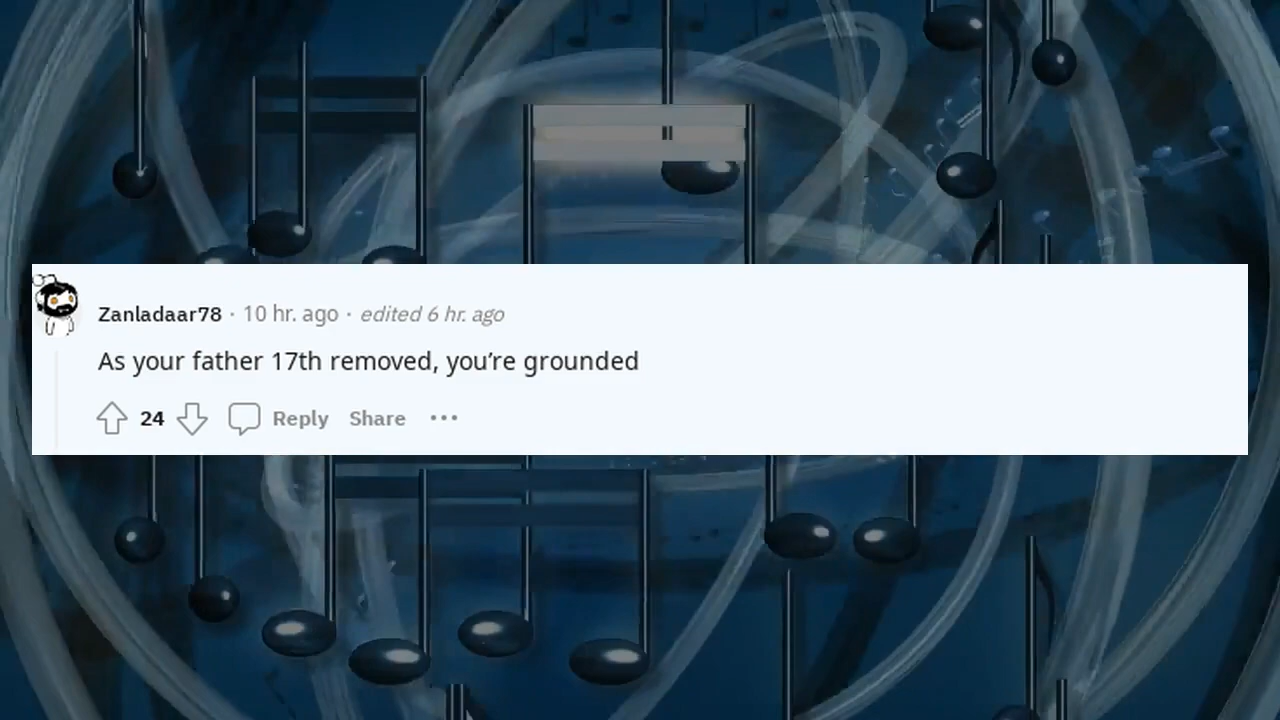 Zanladaar78 · 10 hr. ago · edited 6 hr. ago
As your father 17th removed, you’re grounded
24 Reply Share ···